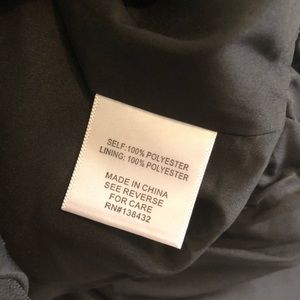 SELF:100% POLYESTER
LINING: 100% POLYESTER
MADE IN CHINA
SEE REVERSE
FOR CARE
RN#138432